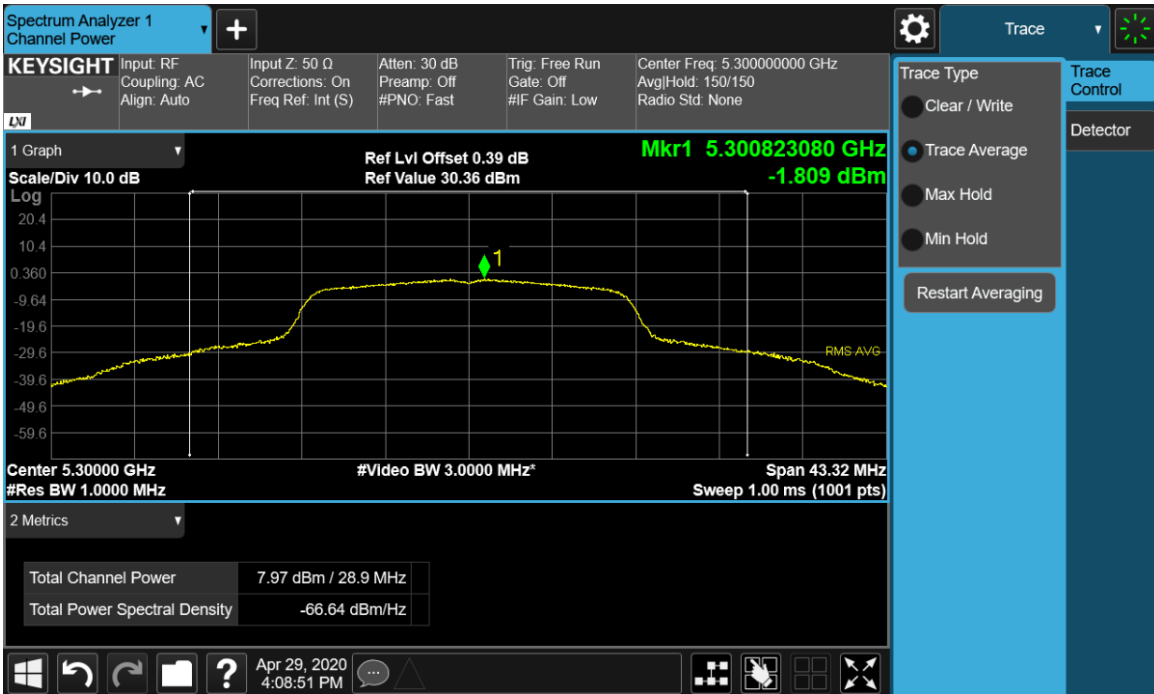 Spectrum Analyzer 1
Channel Power
Trace
KEYSIGHT
Input: RF
Coupling: AC
Align: Auto
Input Z: 50 Ω
Corrections: On
Freq Ref: Int (S)
Atten: 30 dB
Preamp: Off
#PNO: Fast
Trig: Free Run
Gate: Off
#IF Gain: Low
Center Freq: 5.300000000 GHz
Avg|Hold: 150/150
Radio Std: None
LXI
1 Graph
Scale/Div 10.0 dB
Ref Lvl Offset 0.39 dB
Ref Value 30.36 dBm
Mkr1 5.300823080 GHz
-1.809 dBm
Log
20.4
10.4
0.360
-9.64
-19.6
-29.6
-39.6
-49.6
-59.6
1
RMS AVG
Center 5.30000 GHz
#Res BW 1.0000 MHz
#Video BW 3.0000 MHz*
Span 43.32 MHz
Sweep 1.00 ms (1001 pts)
2 Metrics
Total Channel Power 7.97 dBm / 28.9 MHz
Total Power Spectral Density -66.64 dBm/Hz
Apr 29, 2020
4:08:51 PM
Trace Type
Clear / Write
Trace Average
Max Hold
Min Hold
Restart Averaging
Trace
Control
Detector